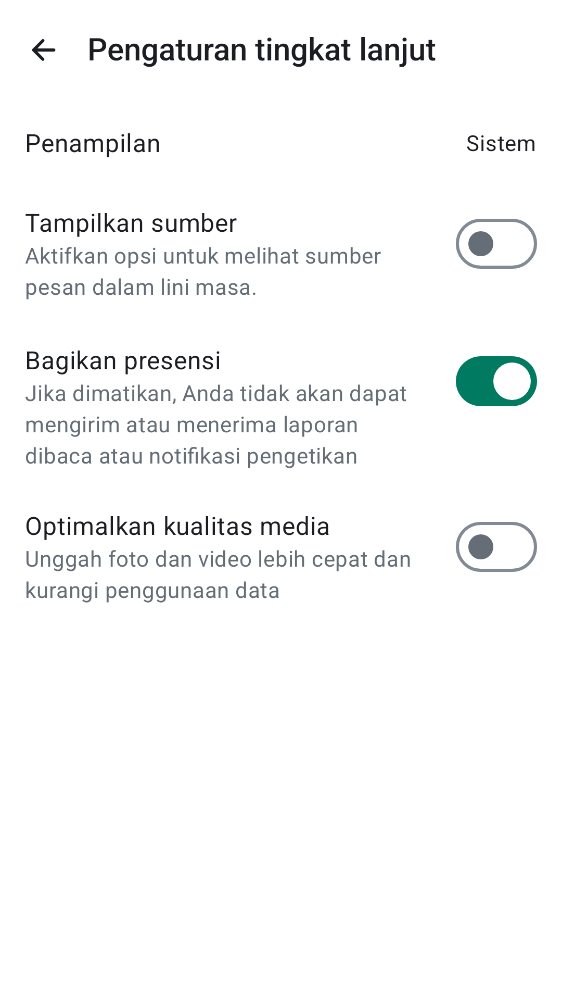 Pengaturan tingkat lanjut
Penampilan
Sistem
Tampilkan sumber
Aktifkan opsi untuk melihat sumber
pesan dalam lini masa.
Bagikan presensi
Jika dimatikan, Anda tidak akan dapat
mengirim atau menerima laporan
dibaca atau notifikasi pengetikan
Optimalkan kualitas media
Unggah foto dan video lebih cepat dan
kurangi penggunaan data